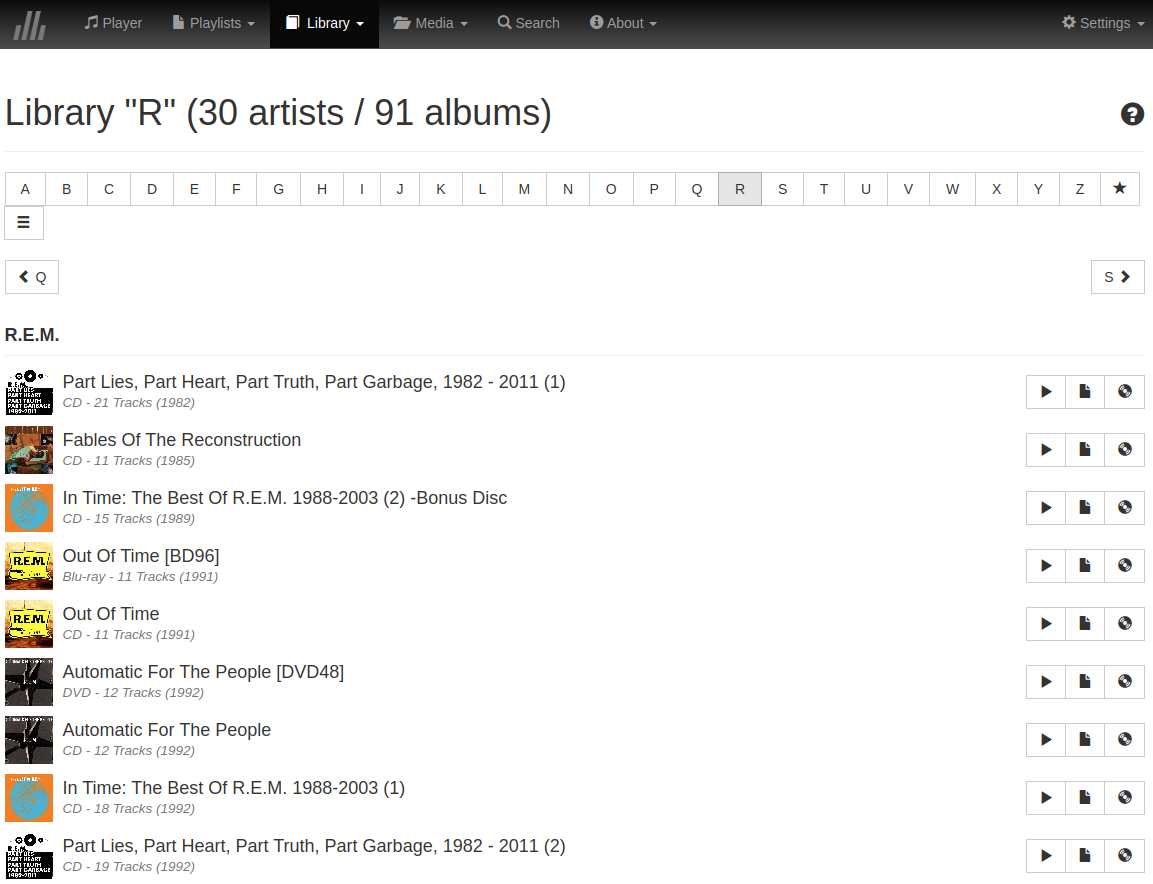 Player Playlists Library Media Search About Settings
Library "R" (30 artists / 91 albums)
A B C D E F G H I J K L M N O P Q R S T U V W X Y Z
Q S
R.E.M.
Part Lies, Part Heart, Part Truth, Part Garbage, 1982 - 2011 (1)
CD - 21 Tracks (1982)
Fables Of The Reconstruction
CD - 11 Tracks (1985)
In Time: The Best Of R.E.M. 1988-2003 (2) -Bonus Disc
CD - 15 Tracks (1989)
Out Of Time [BD96]
Blu-ray - 11 Tracks (1991)
Out Of Time
CD - 11 Tracks (1991)
Automatic For The People [DVD48]
DVD - 12 Tracks (1992)
Automatic For The People
CD - 12 Tracks (1992)
In Time: The Best Of R.E.M. 1988-2003 (1)
CD - 18 Tracks (1992)
Part Lies, Part Heart, Part Truth, Part Garbage, 1982 - 2011 (2)
CD - 19 Tracks (1992)